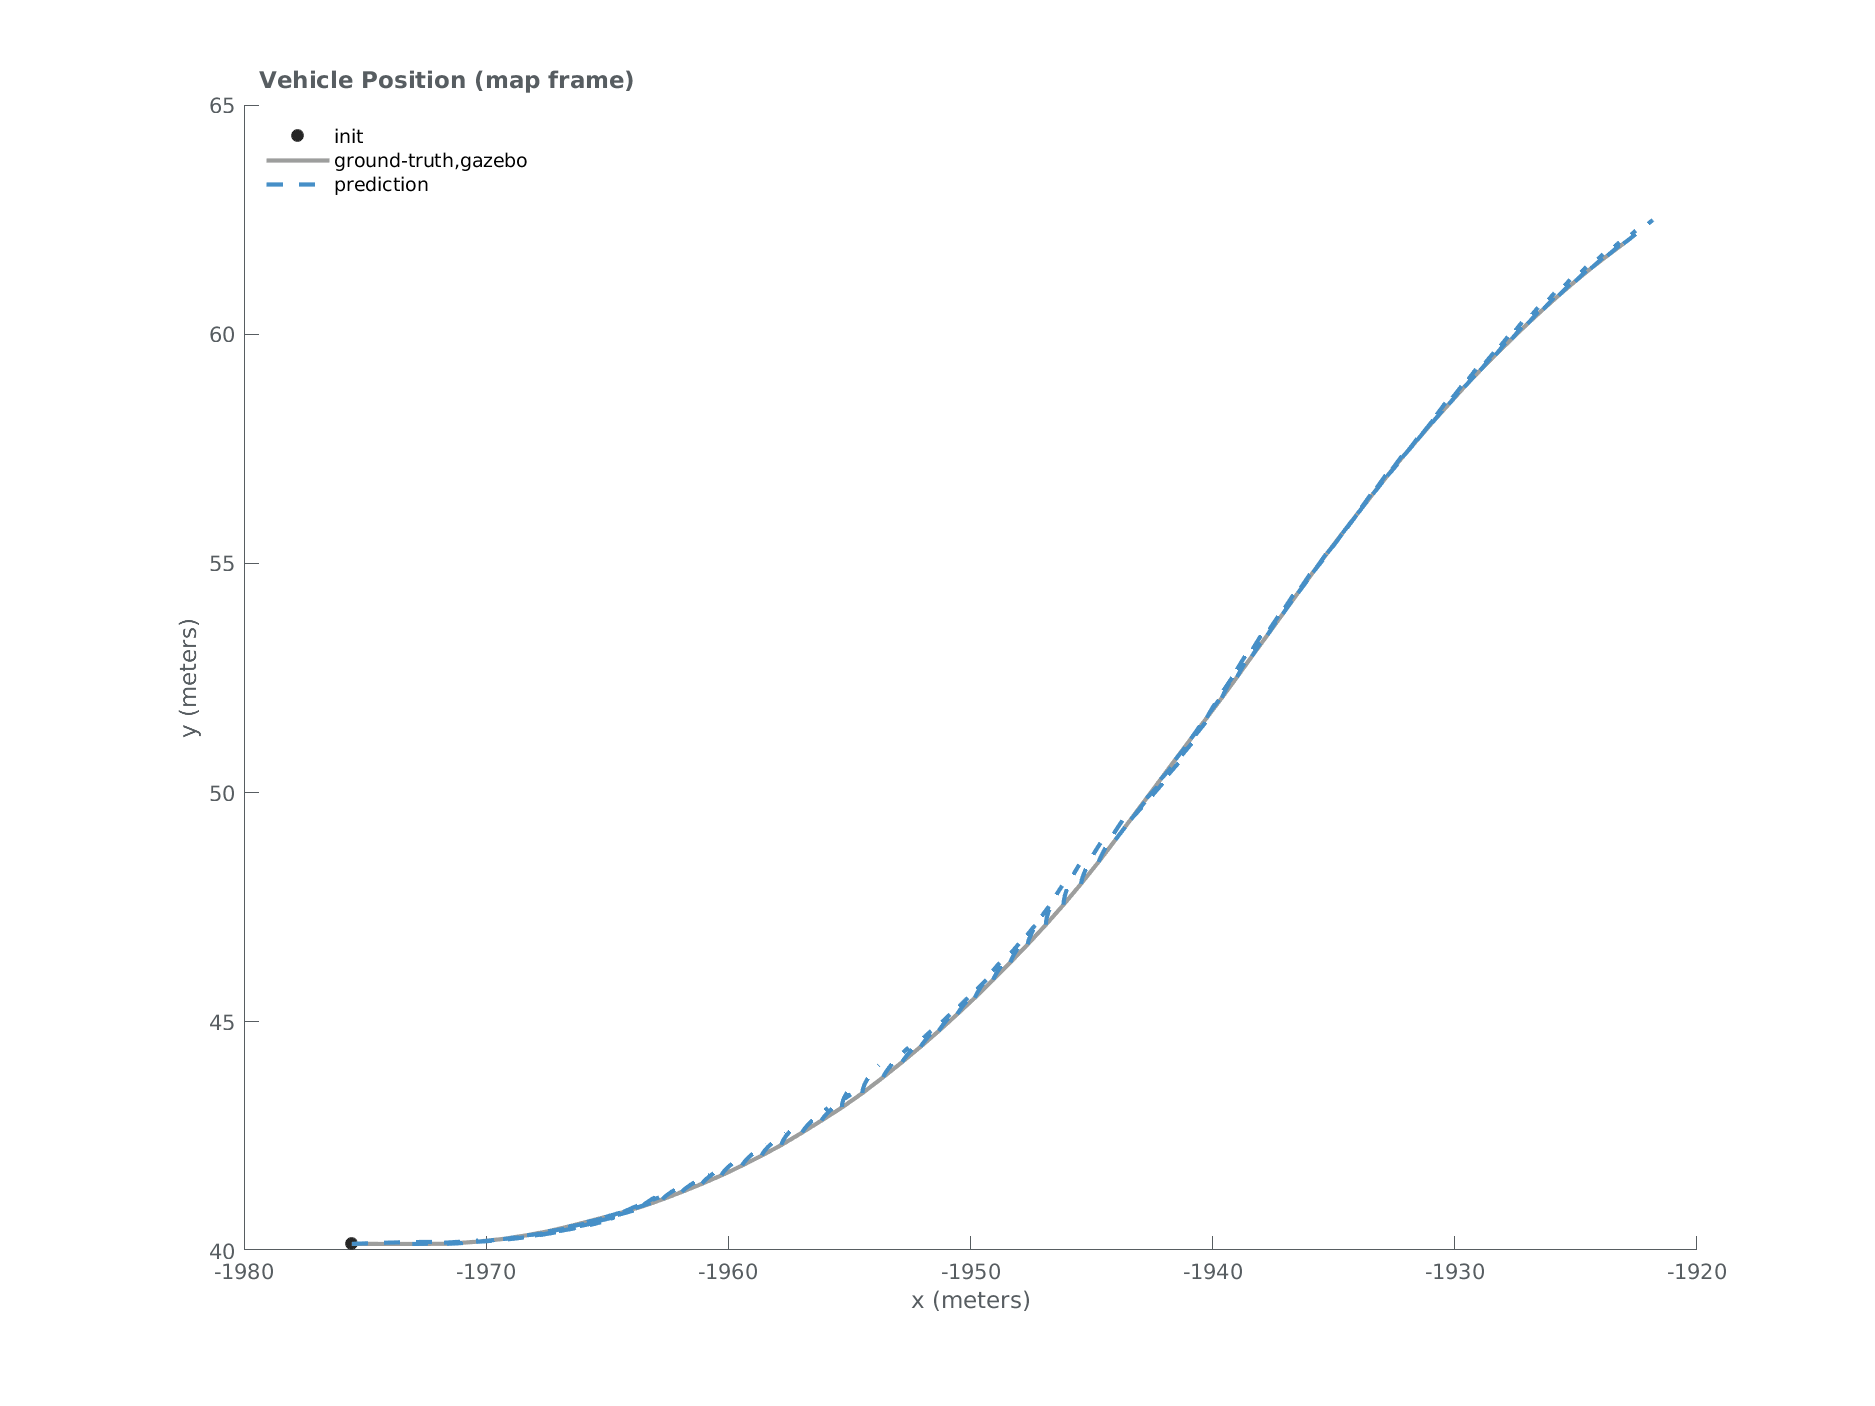 Vehicle Position (map frame)
65
init
ground-truth,gazebo
prediction
60
55
y (meters)
50
45
40
-1980
-1970
-1960
-1950
-1940
-1930
-1920
x (meters)